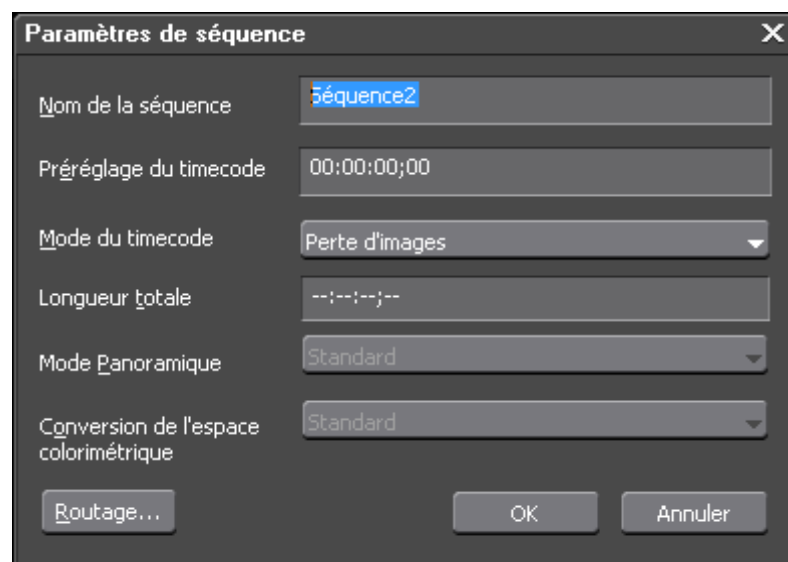 Paramètres de séquence
Nom de la séquence
Séquence2
Préréglage du timecode
00:00:00;00
Mode du timecode
Perte d'images
Longueur totale
--:--:--;--
Mode Panoramique
Standard
Conversion de l'espace
colorimétrique
Standard
Routage...
OK
Annuler